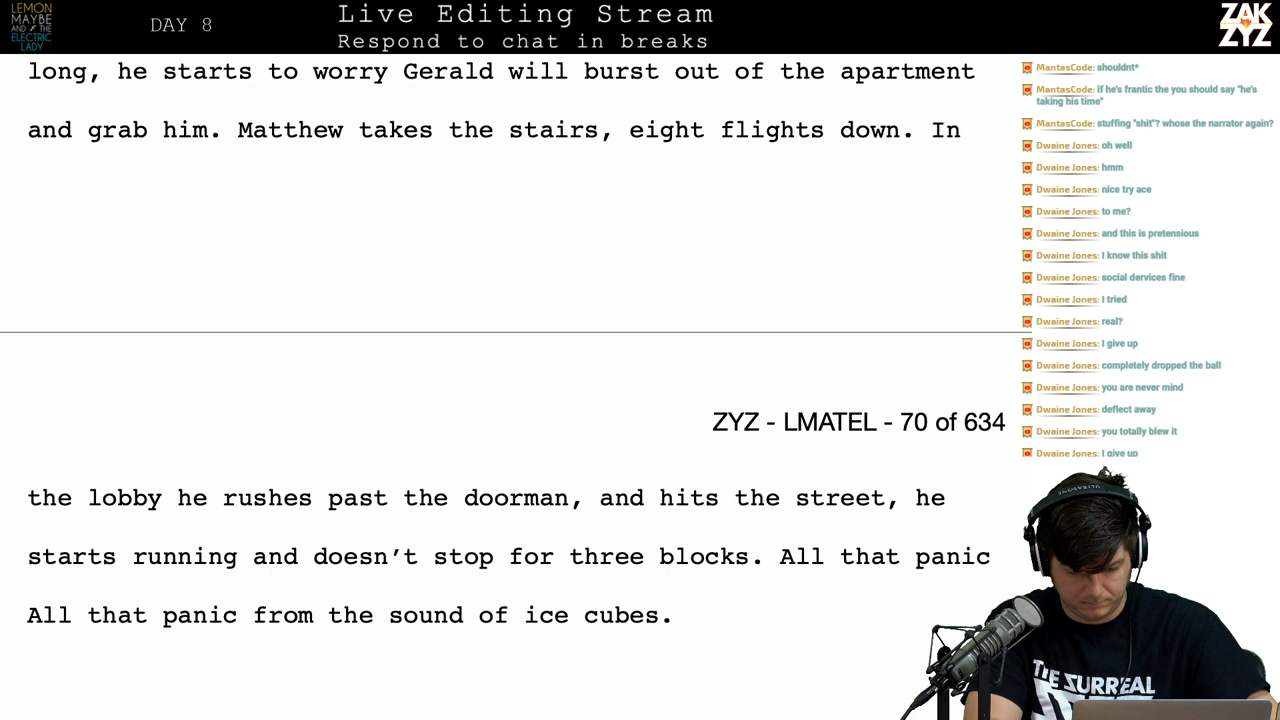 LEMON
MAYBE
AND THE
ELECTRIC
LADY
DAY 8
Live Editing Stream
Respond to chat in breaks
ZAK
ZYZ
long, he starts to worry Gerald will burst out of the apartment
and grab him. Matthew takes the stairs, eight flights down. In
ZYZ - LMATEL - 70 of 634
the lobby he rushes past the doorman, and hits the street, he
starts running and doesn’t stop for three blocks. All that panic
All that panic from the sound of ice cubes.
MantasCode: shouldnt*
MantasCode: if he's frantic the you should say "he's
taking his time"
MantasCode: stuffing "shit"? whose the narrator again?
Dwaine Jones: oh well
Dwaine Jones: hmm
Dwaine Jones: nice try ace
Dwaine Jones: to me?
Dwaine Jones: and this is pretensious
Dwaine Jones: I know this shit
Dwaine Jones: social dervices fine
Dwaine Jones: I tried
Dwaine Jones: real?
Dwaine Jones: I give up
Dwaine Jones: completely dropped the ball
Dwaine Jones: you are never mind
Dwaine Jones: deflect away
Dwaine Jones: you totally blew it
Dwaine Jones: I give up
ULTRASONE
THE SURREAL